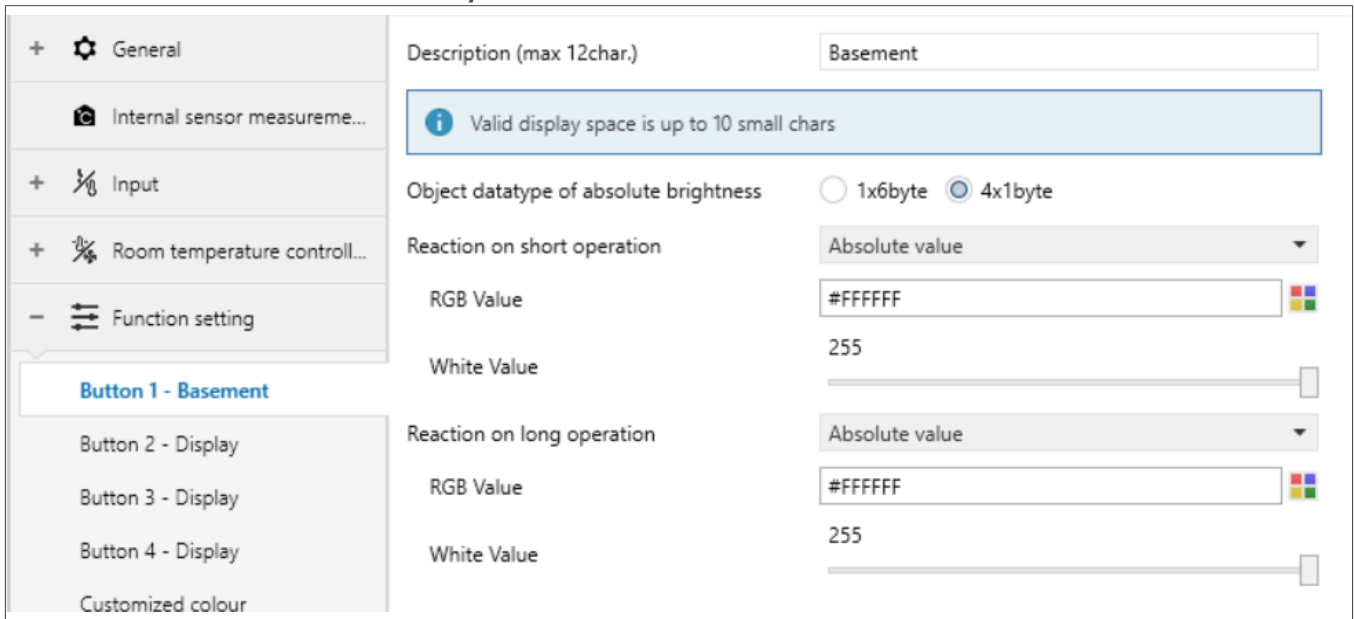 + General
Internal sensor measureme...
+ Input
+ Room temperature controll...
− Function setting
Button 1 - Basement
Button 2 - Display
Button 3 - Display
Button 4 - Display
Customized colour
Description (max 12char.) Basement
Valid display space is up to 10 small chars
Object datatype of absolute brightness 1x6byte 4x1byte
Reaction on short operation Absolute value
RGB Value #FFFFFF
White Value 255
Reaction on long operation Absolute value
RGB Value #FFFFFF
White Value 255